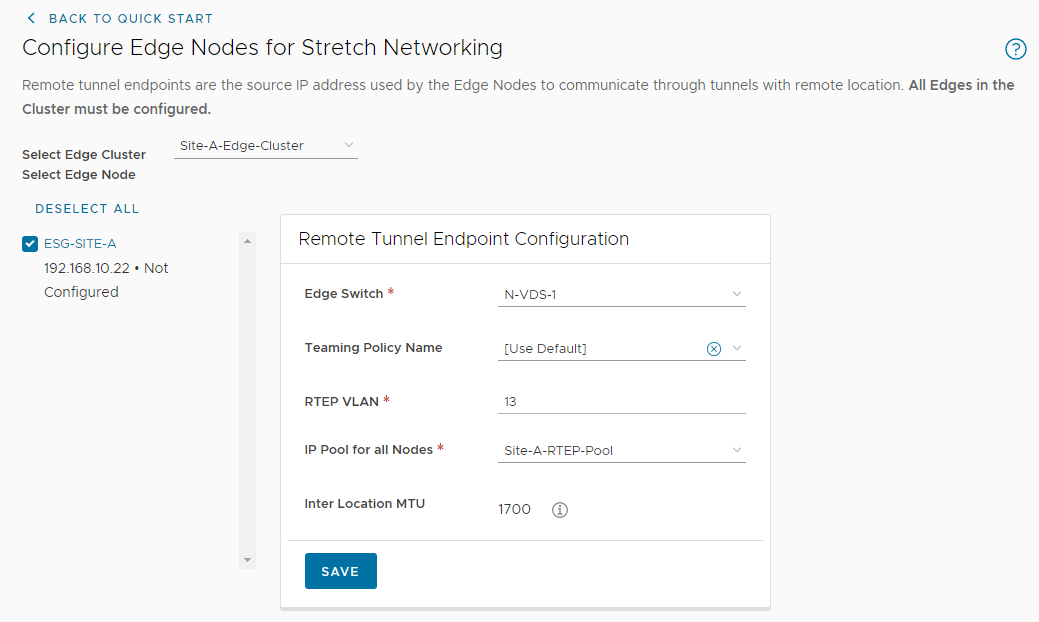 BACK TO QUICK START
Configure Edge Nodes for Stretch Networking
?
Remote tunnel endpoints are the source IP address used by the Edge Nodes to communicate through tunnels with remote location. All Edges in the
Cluster must be configured.
Select Edge Cluster
Site-A-Edge-Cluster
Select Edge Node
DESELECT ALL
ESG-SITE-A
192.168.10.22 • Not
Configured
Remote Tunnel Endpoint Configuration
Edge Switch * N-VDS-1
Teaming Policy Name [Use Default]
RTEP VLAN * 13
IP Pool for all Nodes * Site-A-RTEP-Pool
Inter Location MTU 1700
SAVE